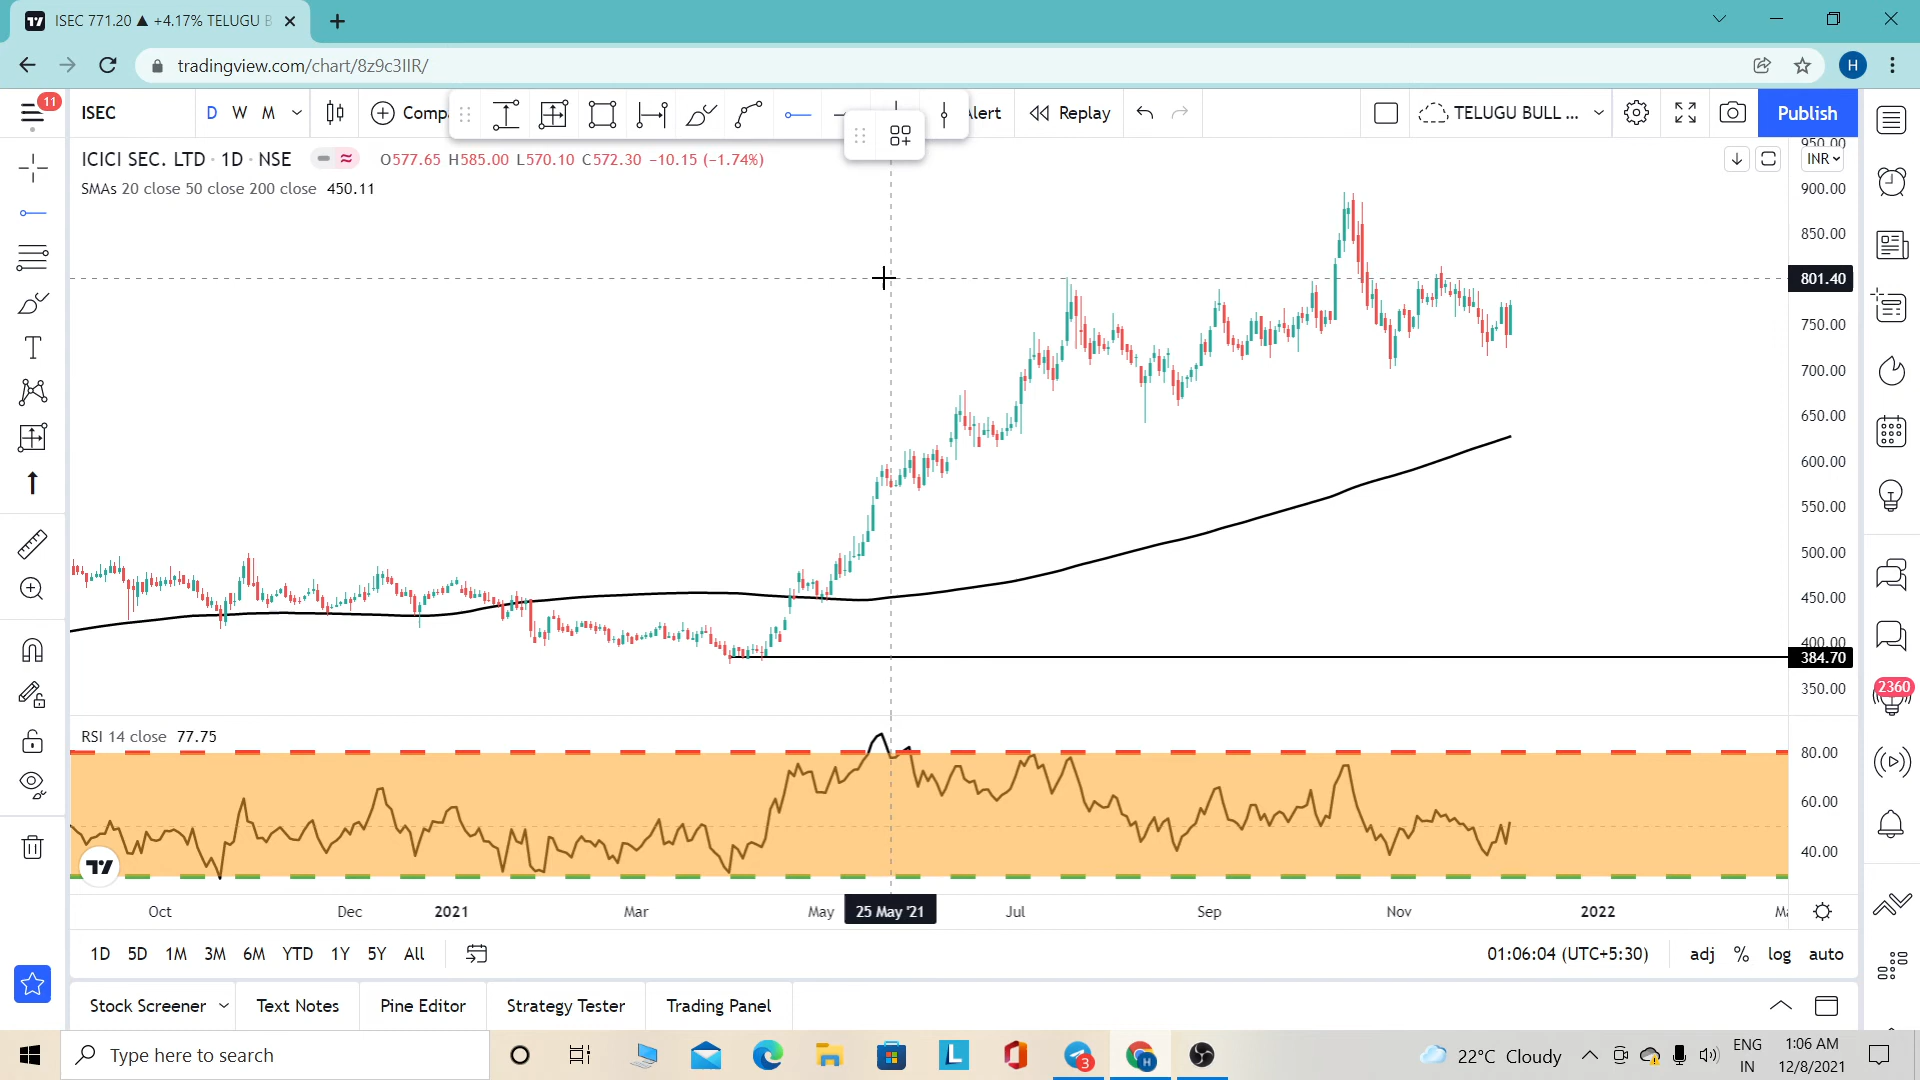 ISEC 771.20 ▲ +4.17% TELUGU B
tradingview.com/chart/8z9c3IIR/
11
ISEC
D W M
Comp
Alert
Replay
TELUGU BULL ...
Publish
ICICI SEC. LTD · 1D · NSE
O577.65 H585.00 L570.10 C572.30 −10.15 (−1.74%)
SMAs 20 close 50 close 200 close 450.11
INR
950.00
900.00
850.00
801.40
750.00
700.00
650.00
600.00
550.00
500.00
450.00
400.00
384.70
350.00
2360
RSI 14 close 77.75
80.00
60.00
40.00
Oct Dec 2021 Mar May 25 May '21 Jul Sep Nov 2022
1D 5D 1M 3M 6M YTD 1Y 5Y All
01:06:04 (UTC+5:30) adj % log auto
Stock Screener Text Notes Pine Editor Strategy Tester Trading Panel
Type here to search
3
22°C Cloudy
ENG
IN
1:06 AM
12/8/2021